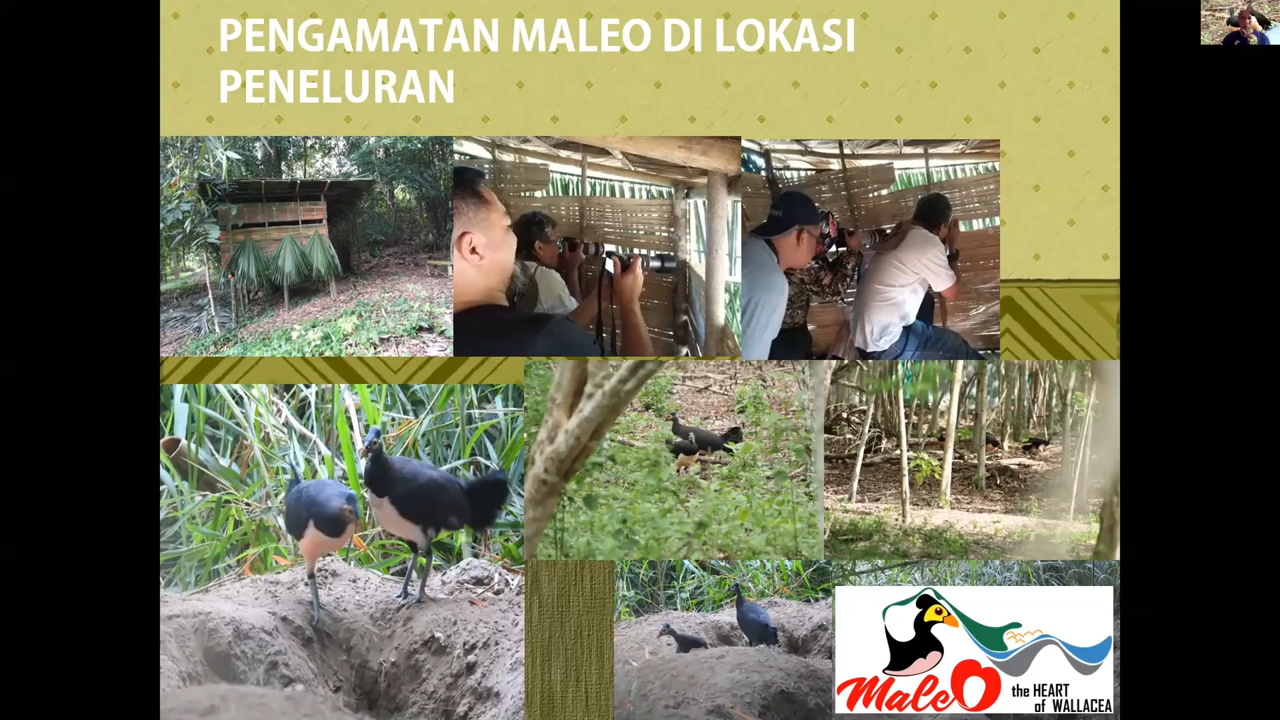 PENGAMATAN MALEO DI LOKASI
PENELURAN
MaleO
the HEART
of WALLACEA